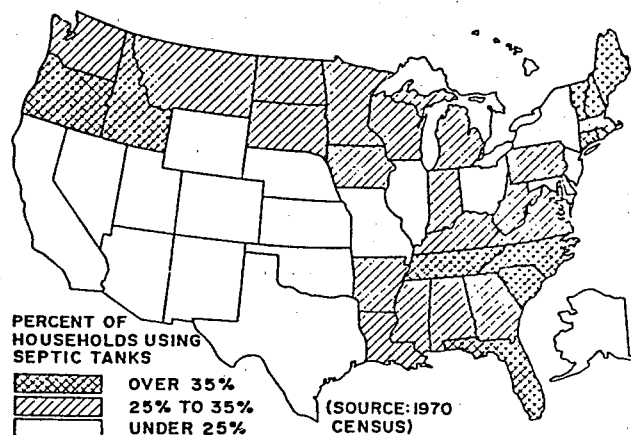 PERCENT OF
HOUSEHOLDS USING
SEPTIC TANKS
OVER 35%
25% TO 35%
UNDER 25%
(SOURCE: 1970
CENSUS)